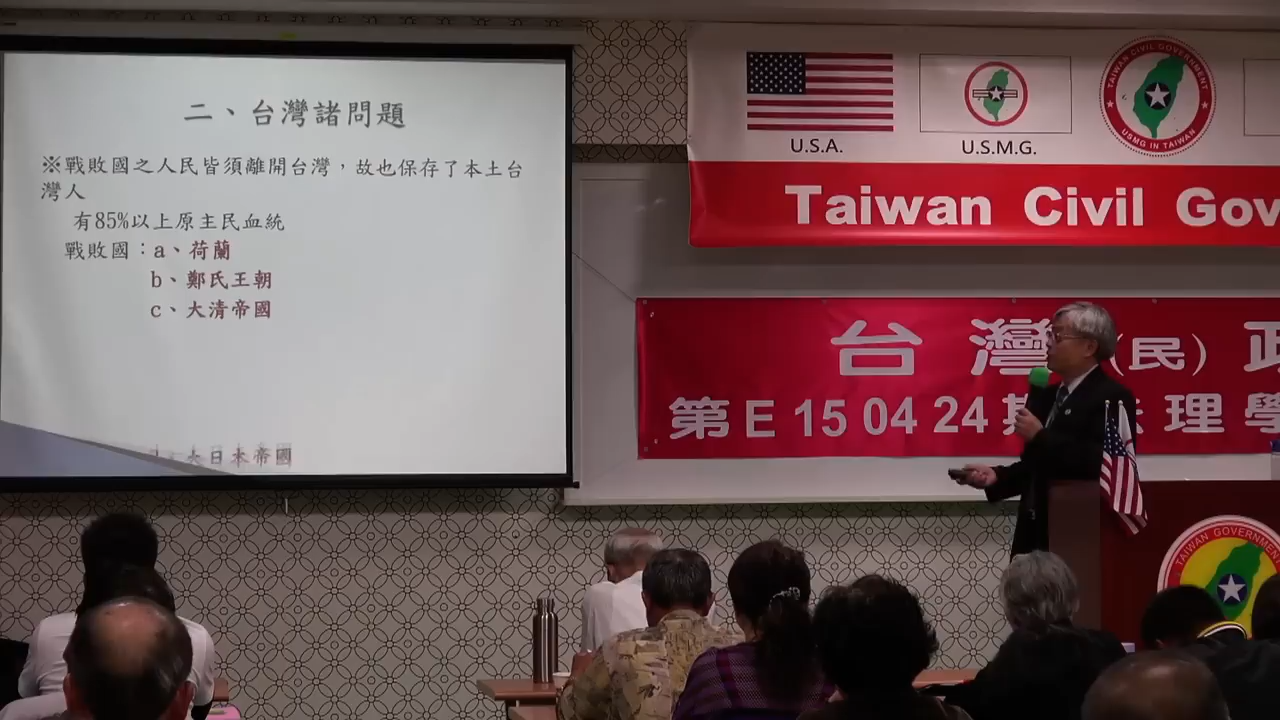 二、台灣諸問題
※戰敗國之人民皆須離開台灣，故也保存了本土台
灣人
有85%以上原主民血統
戰敗國：a、荷蘭
b、鄭氏王朝
c、大清帝國
大日本帝國
U.S.A.
U.S.M.G.
TAIWAN CIVIL GOVERNMENT
USMG IN TAIWAN
Taiwan Civil Gov
台灣(民)政
第E 15 04 24 期 法理學
TAIWAN GOVERNMENT